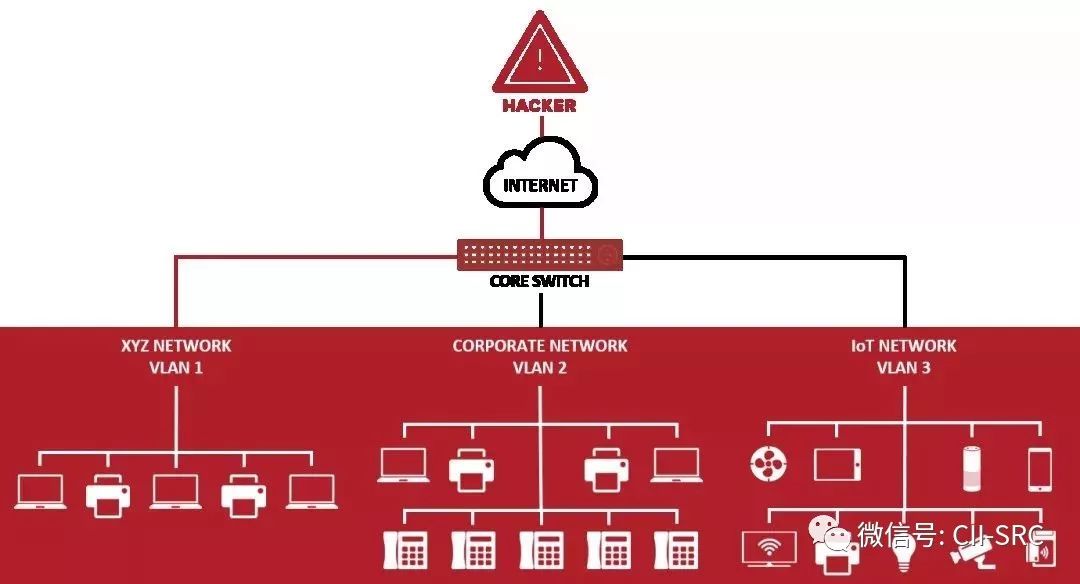 HACKER
INTERNET
CORE SWITCH
XYZ NETWORK
VLAN 1
CORPORATE NETWORK
VLAN 2
IoT NETWORK
VLAN 3
微信号: CII-SRC